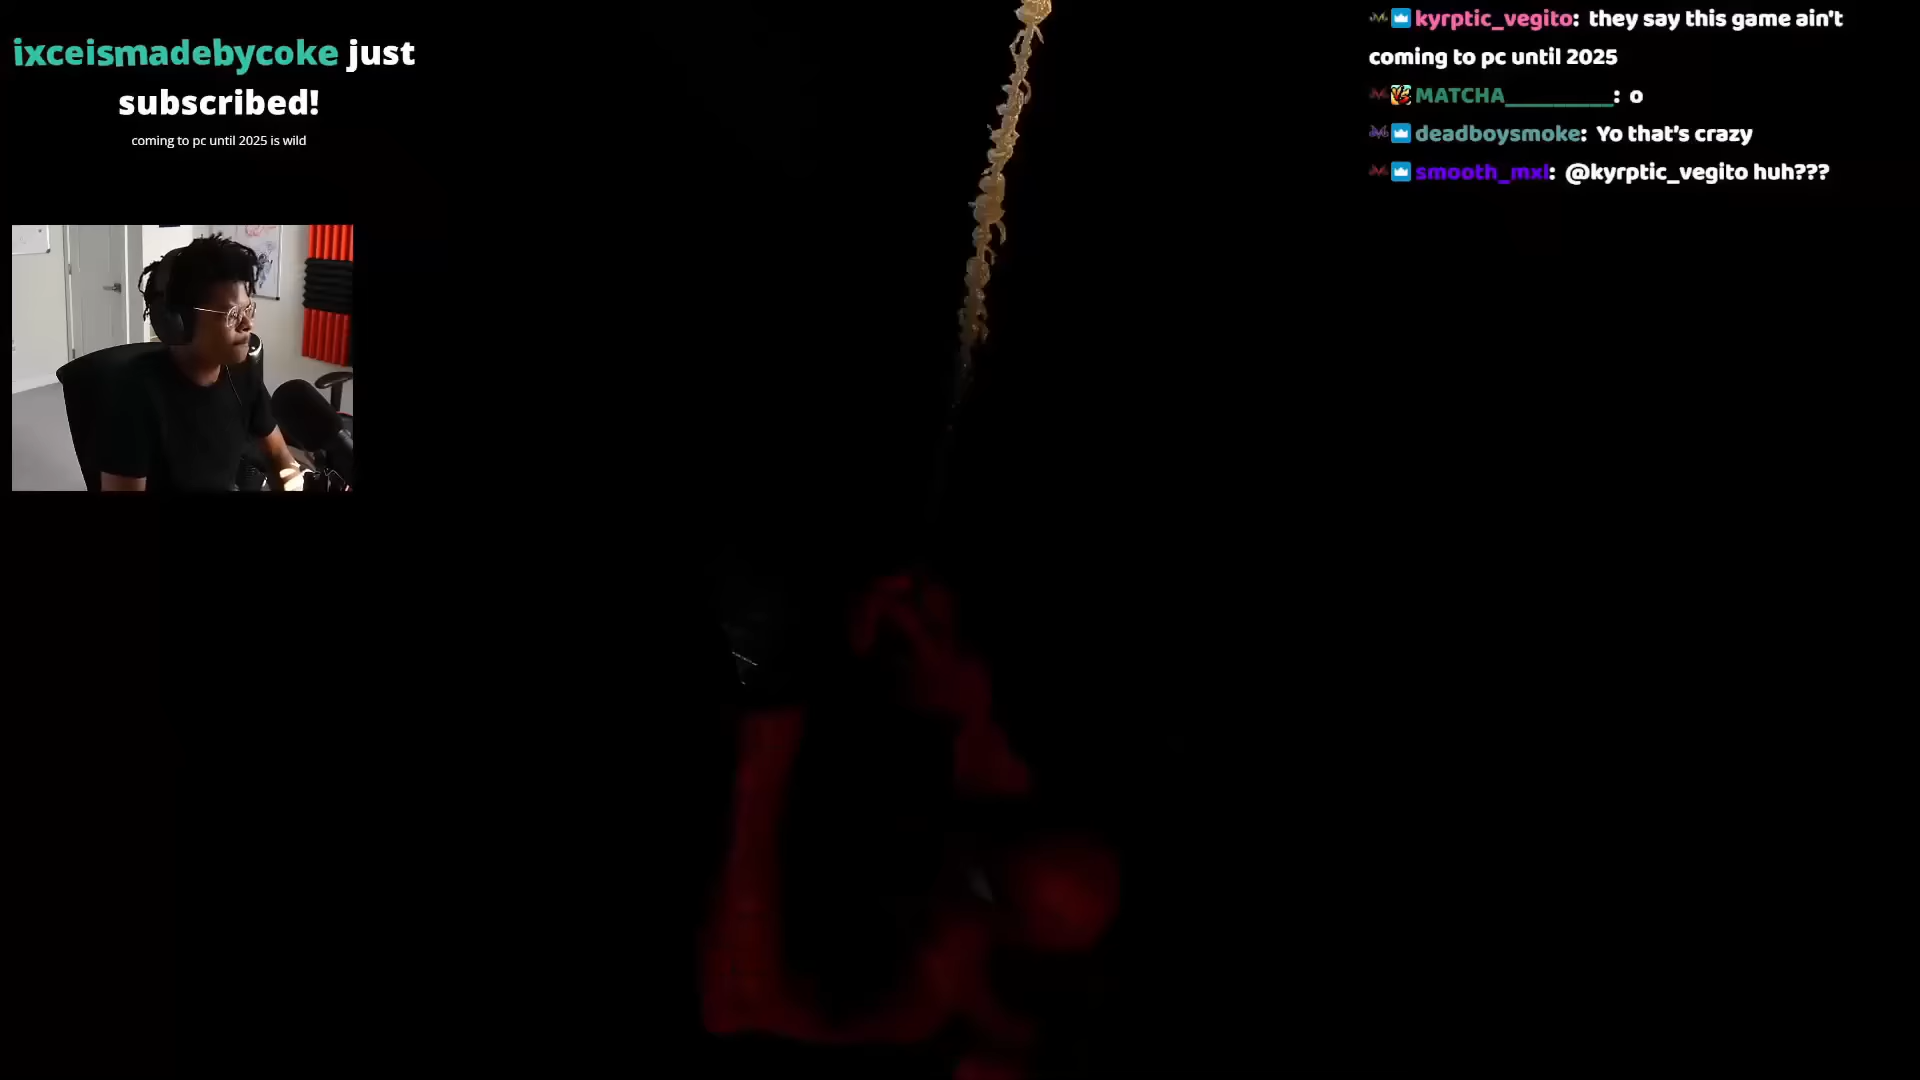 ixceismadebycoke just
subscribed!
coming to pc until 2025 is wild
kyrptic_vegito: they say this game ain't
coming to pc until 2025
MATCHA_________: o
deadboysmoke: Yo that's crazy
smooth_mxl: @kyrptic_vegito huh???